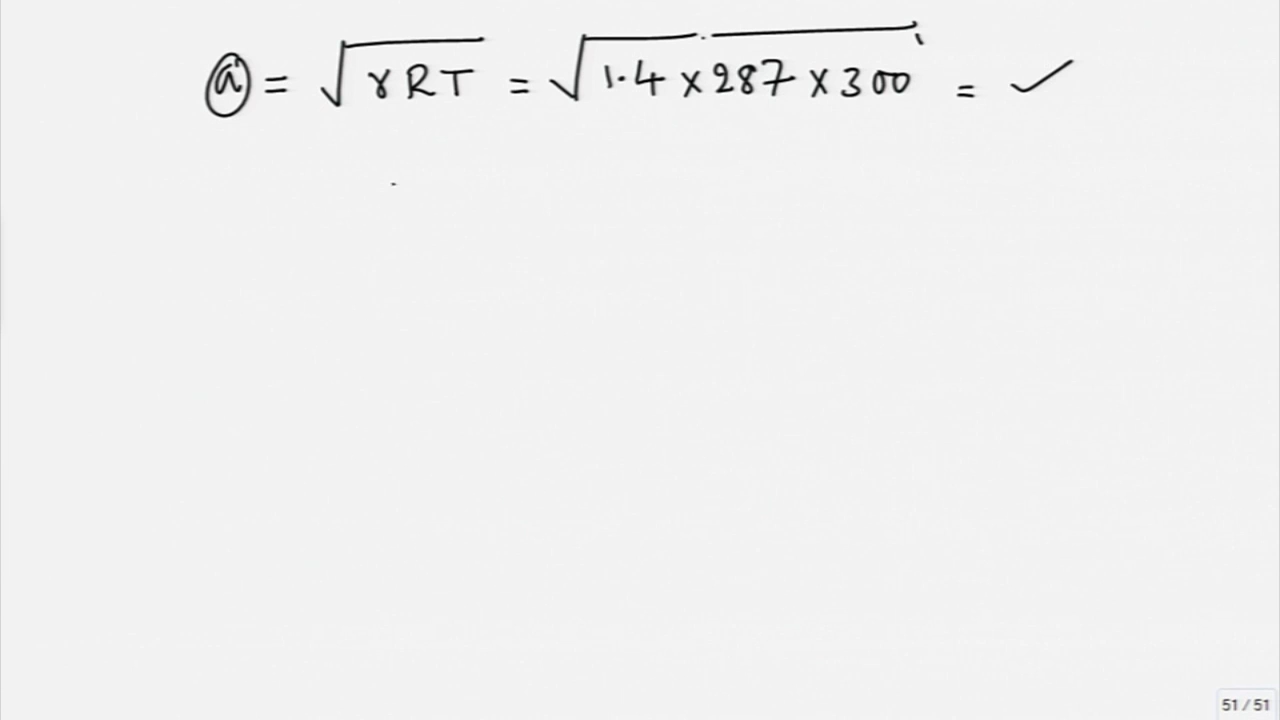 a = √γRT = √1.4 × 287 × 300 = ✓
51 / 51